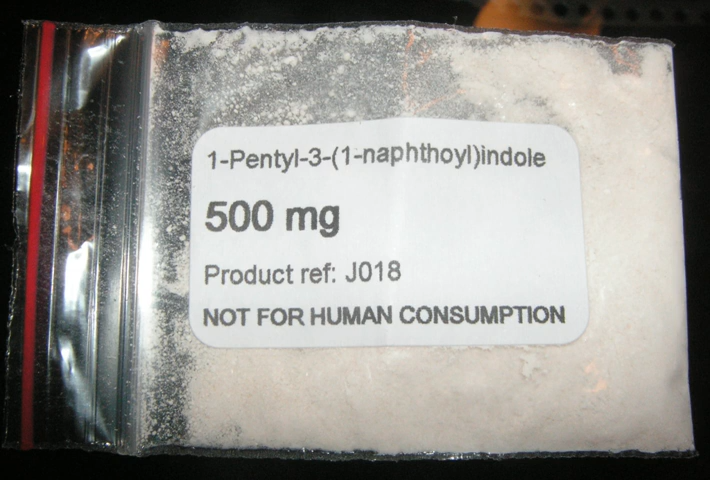 1-Pentyl-3-(1-naphthoyl)indole
500 mg
Product ref: J018
NOT FOR HUMAN CONSUMPTION